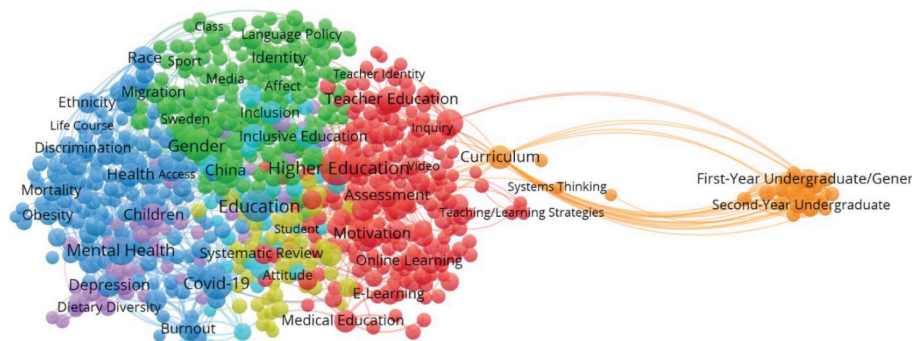 Class
Language Policy
Race
Sport
Identity
Teacher Identity
Media
Affect
Migration
Teacher Education
Ethnicity
Inclusion
Life Course
Sweden
Inquiry
Inclusive Education
Discrimination
Gender
Curriculum
Health Access
China
Higher Education
Video
First-Year Undergraduate/Gener
Mortality
Systems Thinking
Assessment
Second-Year Undergraduate
Obesity
Children
Education
Teaching/Learning Strategies
Student
Motivation
Mental Health
Systematic Review
Online Learning
Attitude
Depression
Covid-19
E-Learning
Dietary Diversity
Medical Education
Burnout